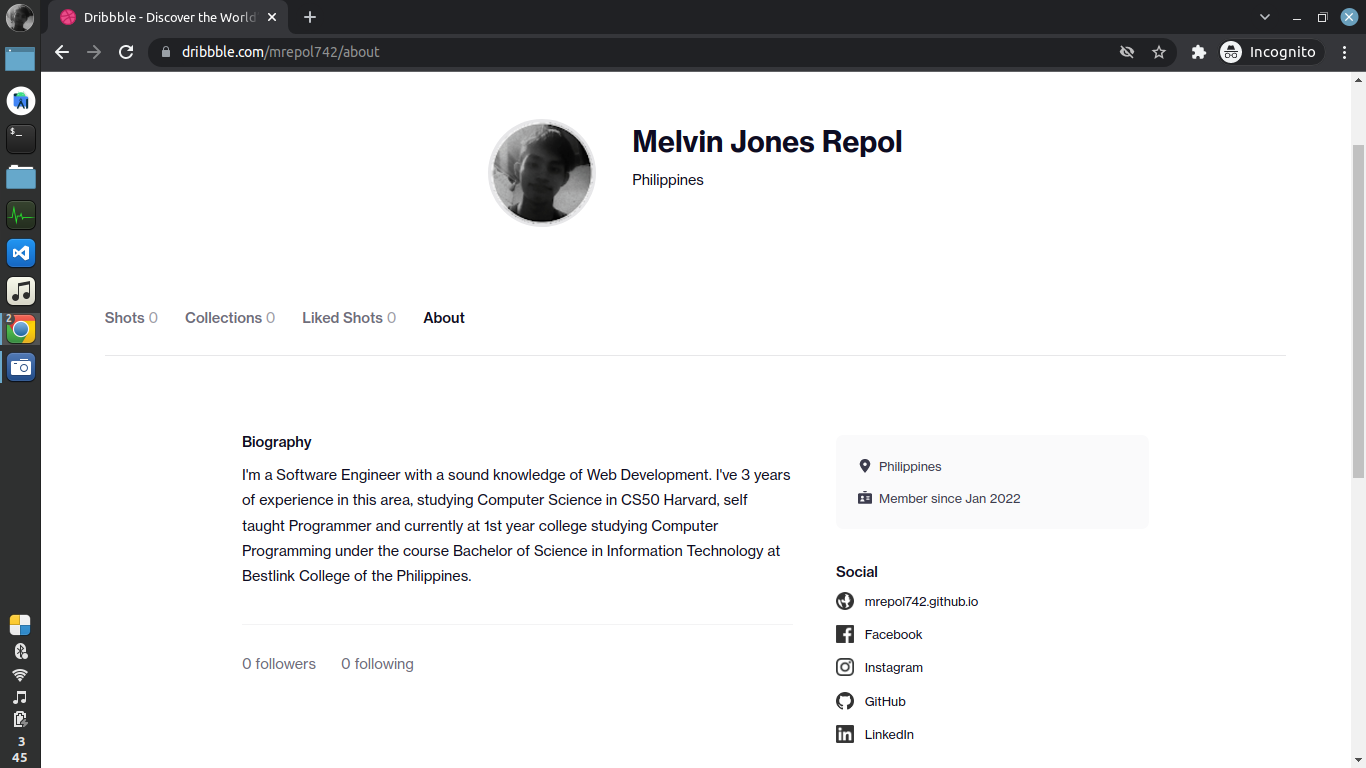 Dribbble - Discover the World
dribbble.com/mrepol742/about
Incognito
$_
Melvin Jones Repol
Philippines
Shots 0 Collections 0 Liked Shots 0 About
2
Biography
I'm a Software Engineer with a sound knowledge of Web Development. I've 3 years
of experience in this area, studying Computer Science in CS50 Harvard, self
taught Programmer and currently at 1st year college studying Computer
Programming under the course Bachelor of Science in Information Technology at
Bestlink College of the Philippines.
0 followers 0 following
Philippines
Member since Jan 2022
Social
mrepol742.github.io
Facebook
Instagram
GitHub
LinkedIn
3
45